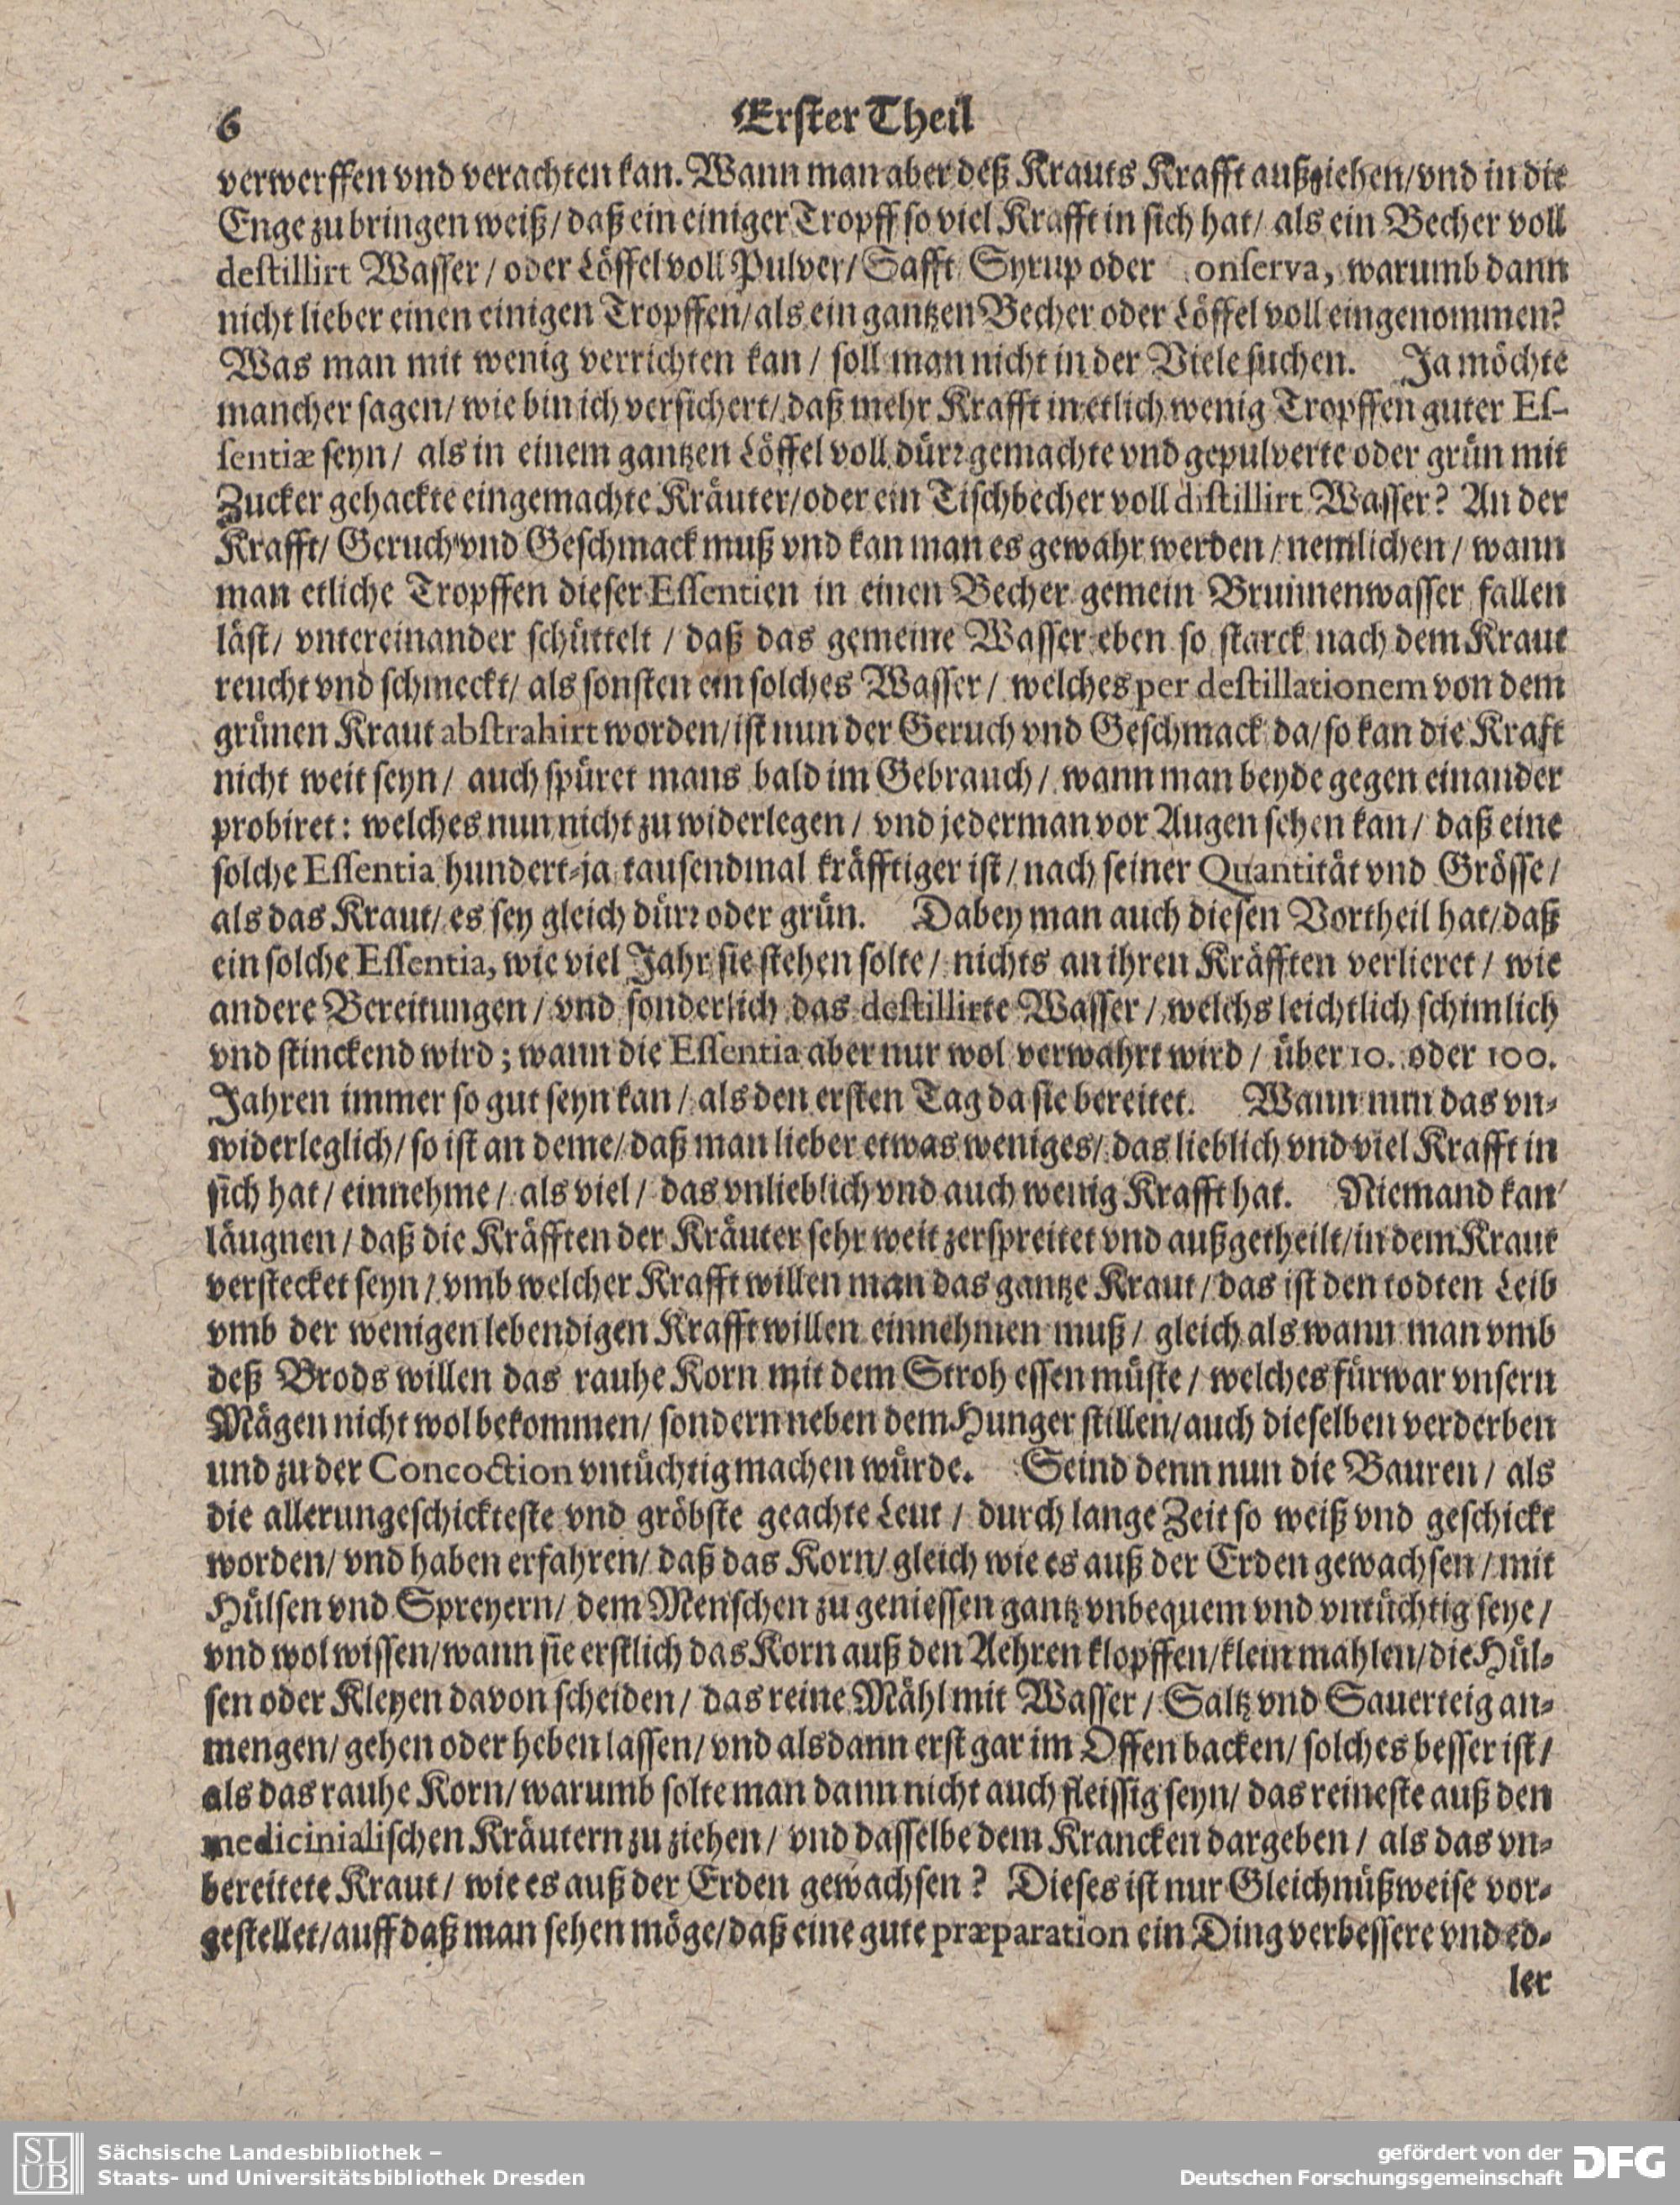 6 Erster Theil
verwerffen vnd verachten kan. Wann man aber deß Krauts Krafft außziehen/ vnd in die
Enge zu bringen weiß/ daß ein einiger Tropff so viel Krafft in sich hat/ als ein Becher voll
destillirt Wasser/ oder Löffel voll Pulver/ Safft Syrup oder onserva, warumb dann
nicht lieber einen einigen Tropffen/ als ein gantzen Becher oder Löffel voll eingenommen?
Was man mit wenig verrichten kan/ soll man nicht in der Viele suchen. Ja möchte
mancher sagen/ wie bin ich versichert/ daß mehr Krafft in etlich wenig Tropffen guter Es-
sentiæ seyn/ als in einem gantzen Löffel voll dürꝛ gemachte vnd gepulverte oder grün mit
Zucker gehackte eingemachte Kräuter/ oder ein Tischbecher voll distillirt Wasser? An der
Krafft/ Geruch vnd Geschmack muß vnd kan man es gewahr werden/ nemlichen/ wann
man etliche Tropffen dieser Essentien in einen Becher gemein Brunnenwasser fallen
läst/ vntereinander schüttelt/ daß das gemeine Wasser eben so starck nach dem Kraut
reucht vnd schmeckt/ als sonsten ein solches Wasser/ welches per destillationem von dem
grünen Kraut abstrahirt worden/ ist nun der Geruch vnd Geschmack da/ so kan die Kraft
nicht weit seyn/ auch spüret mans bald im Gebrauch/ wann man beyde gegen einander
probiret: welches nun nicht zu widerlegen/ vnd jederman vor Augen sehen kan/ daß eine
solche Essentia hundert-ja tausendmal kräfftiger ist/ nach seiner Quantität vnd Grösse/
als das Kraut/ es sey gleich dürꝛ oder grün. Dabey man auch diesen Vortheil hat/ daß
ein solche Essentia, wie viel Jahr sie stehen solte/ nichts an ihren Kräfften verlieret/ wie
andere Bereitungen/ vnd sonderlich das destillirte Wasser/ welchs leichtlich schimlich
vnd stinckend wird; wann die Essentia aber nur wol verwahrt wird/ über 10. oder 100.
Jahren immer so gut seyn kan/ als den ersten Tag da sie bereitet. Wann nun das vn-
widerleglich/ so ist an deme/ daß man lieber etwas weniges/ das lieblich vnd viel Krafft in
sich hat/ einnehme/ als viel/ das vnlieblich vnd auch wenig Krafft hat. Niemand kan
läugnen/ daß die Kräfften der Kräuter sehr weit zerspreitet vnd außgetheilt/ in dem Kraut
verstecket seyn/ vmb welcher Krafft willen man das gantze Kraut/ das ist den todten Leib
vmb der wenigen lebendigen Krafft willen einnehmen muß/ gleich als wann man vmb
deß Brods willen das rauhe Korn mit dem Stroh essen müste/ welches fürwar vnsern
Mägen nicht wol bekommen/ sondern neben dem Hunger stillen/ auch dieselben verderben
und zu der Concoction vntüchtig machen würde. Seind denn nun die Bauren/ als
die allerungeschickteste vnd gröbste geachte Leut/ durch lange Zeit so weiß vnd geschickt
worden/ vnd haben erfahren/ daß das Korn/ gleich wie es auß der Erden gewachsen/ mit
Hülsen vnd Spreyern/ dem Menschen zu geniessen gantz vnbequem vnd vntüchtig seye/
vnd wol wissen/ wann sie erstlich das Korn auß den Aehren klopffen/ klein mahlen/ die Hül-
sen oder Kleyen davon scheiden/ das reine Mähl mit Wasser/ Saltz vnd Sauerteig an-
mengen/ gehen oder heben lassen/ vnd alsdann erst gar im Offen backen/ solches besser ist/
als das rauhe Korn/ warumb solte man dann nicht auch fleissig seyn/ das reineste auß den
medicinialischen Kräutern zu ziehen/ vnd dasselbe dem Krancken dargeben/ als das vn-
bereitete Kraut/ wie es auß der Erden gewachsen? Dieses ist nur Gleichnüßweise vor-
gestellet/ auff daß man sehen möge/ daß eine gute præparation ein Ding verbessere vnd ed-
ler
SLUB
Sächsische Landesbibliothek –
Staats- und Universitätsbibliothek Dresden
gefördert von der
Deutschen Forschungsgemeinschaft
DFG